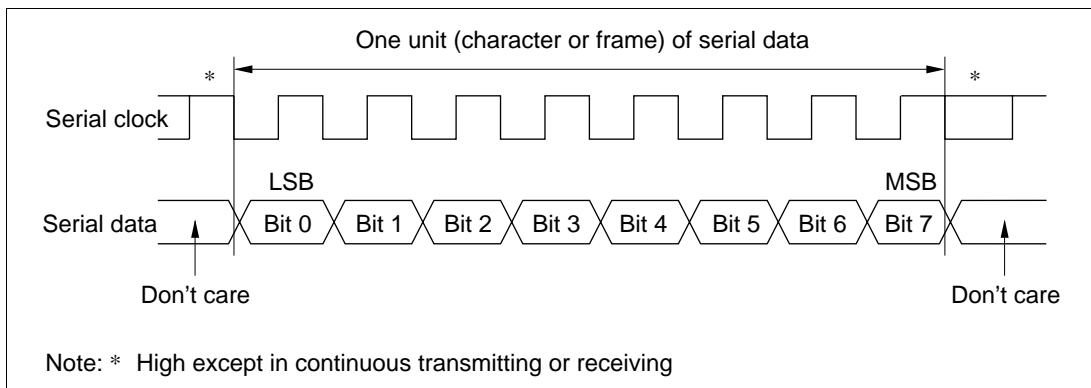 One unit (character or frame) of serial data
* *
Serial clock
LSB MSB
Serial data Bit 0 Bit 1 Bit 2 Bit 3 Bit 4 Bit 5 Bit 6 Bit 7
Don’t care Don’t care
Note: * High except in continuous transmitting or receiving